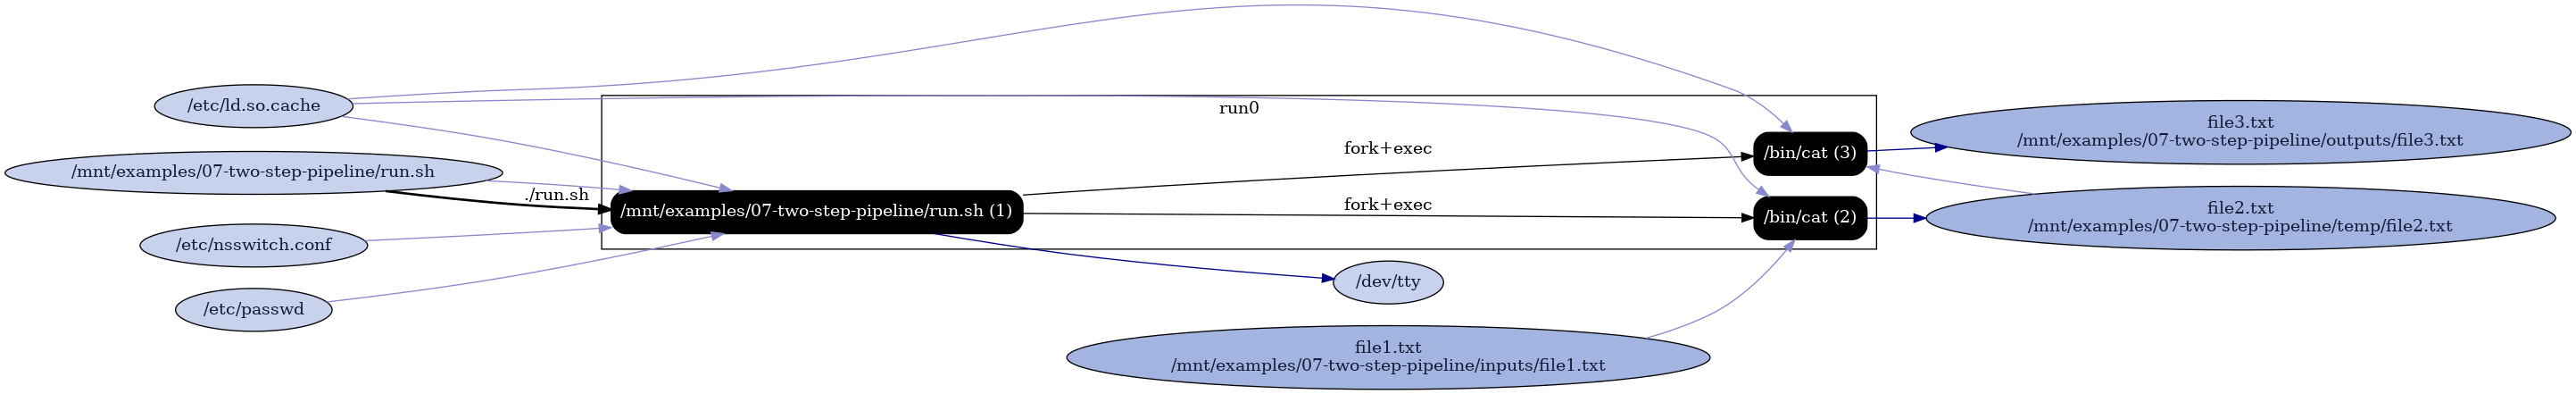 /etc/ld.so.cache
run0
file3.txt
/mnt/examples/07-two-step-pipeline/outputs/file3.txt
fork+exec
/bin/cat (3)
/mnt/examples/07-two-step-pipeline/run.sh
./run.sh
/mnt/examples/07-two-step-pipeline/run.sh (1)
fork+exec
/bin/cat (2)
file2.txt
/mnt/examples/07-two-step-pipeline/temp/file2.txt
/etc/nsswitch.conf
/dev/tty
/etc/passwd
file1.txt
/mnt/examples/07-two-step-pipeline/inputs/file1.txt